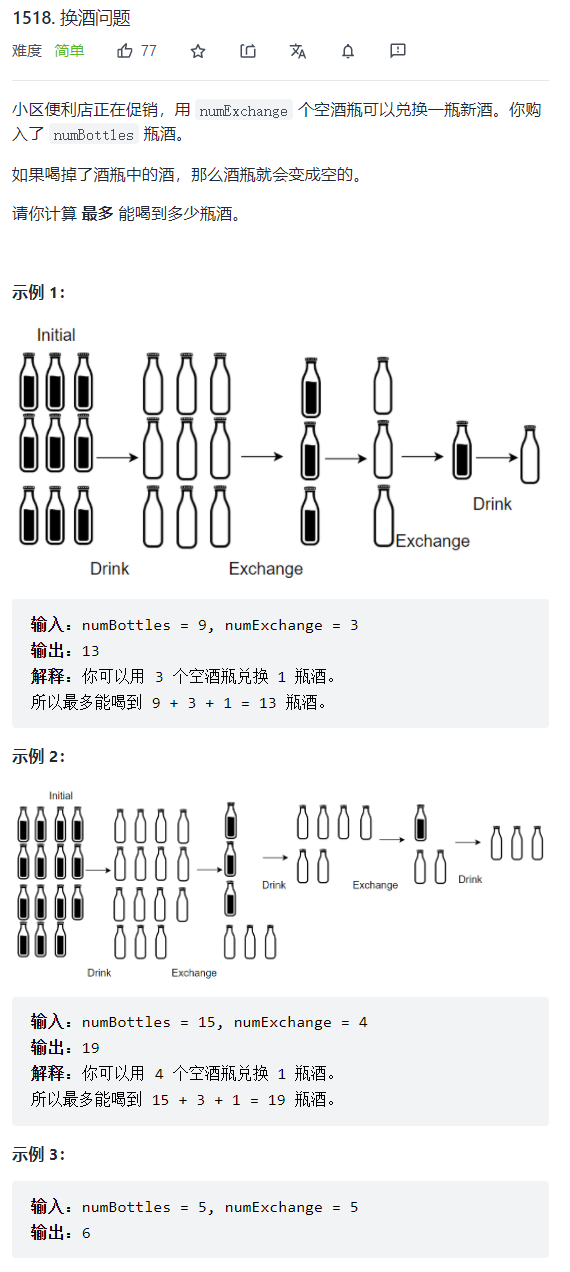 1518. 换酒问题
难度 简单 77
小区便利店正在促销，用 numExchange 个空酒瓶可以兑换一瓶新酒。你购
入了 numBottles 瓶酒。
如果喝掉了酒瓶中的酒，那么酒瓶就会变成空的。
请你计算 最多 能喝到多少瓶酒。
示例 1：
Initial
Drink
Exchange
Exchange
Drink
输入：numBottles = 9, numExchange = 3
输出：13
解释：你可以用 3 个空酒瓶兑换 1 瓶酒。
所以最多能喝到 9 + 3 + 1 = 13 瓶酒。
示例 2：
Initial
Drink
Exchange
Drink
Exchange
Drink
输入：numBottles = 15, numExchange = 4
输出：19
解释：你可以用 4 个空酒瓶兑换 1 瓶酒。
所以最多能喝到 15 + 3 + 1 = 19 瓶酒。
示例 3：
输入：numBottles = 5, numExchange = 5
输出：6